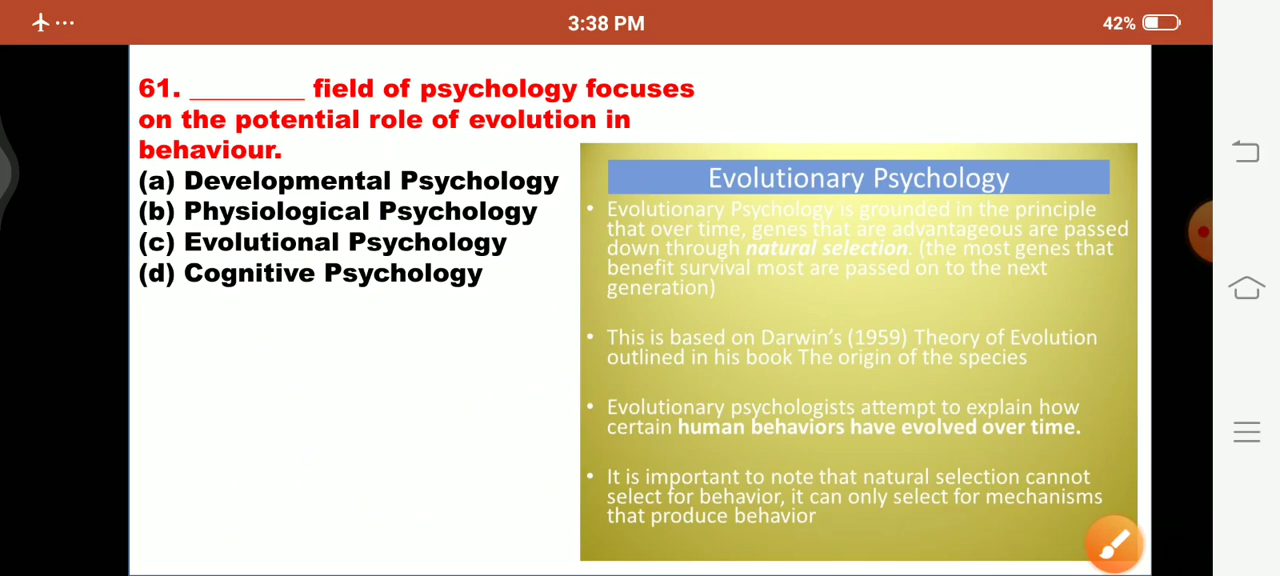 3:38 PM
42%
61. ________ field of psychology focuses
on the potential role of evolution in
behaviour.
(a) Developmental Psychology
(b) Physiological Psychology
(c) Evolutional Psychology
(d) Cognitive Psychology
Evolutionary Psychology
• Evolutionary Psychology is grounded in the principle
that over time, genes that are advantageous are passed
down through natural selection. (the most genes that
benefit survival most are passed on to the next
generation)
• This is based on Darwin's (1959) Theory of Evolution
outlined in his book The origin of the species
• Evolutionary psychologists attempt to explain how
certain human behaviors have evolved over time.
• It is important to note that natural selection cannot
select for behavior, it can only select for mechanisms
that produce behavior